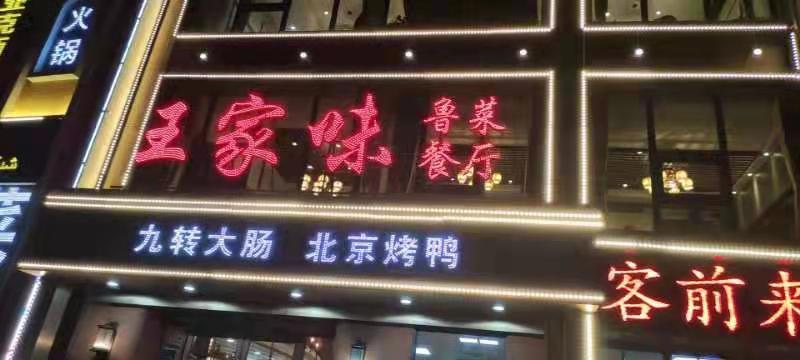 火锅
王家味 鲁菜
餐厅
九转大肠 北京烤鸭
客前来